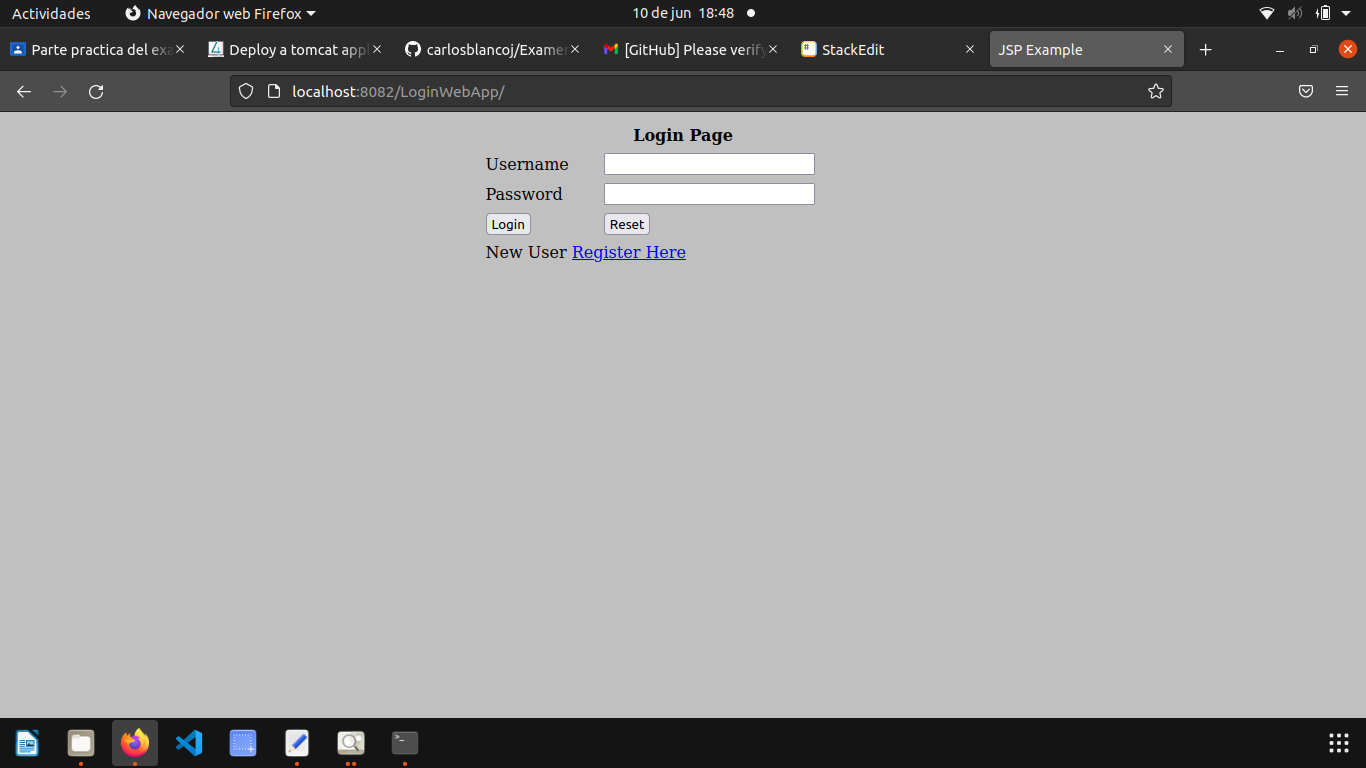 Actividades Navegador web Firefox 10 de jun 18:48
Parte practica del exa Deploy a tomcat appl carlosblancoj/Examen [GitHub] Please verify StackEdit JSP Example
localhost:8082/LoginWebApp/
Login Page
Username
Password
Login Reset
New User Register Here